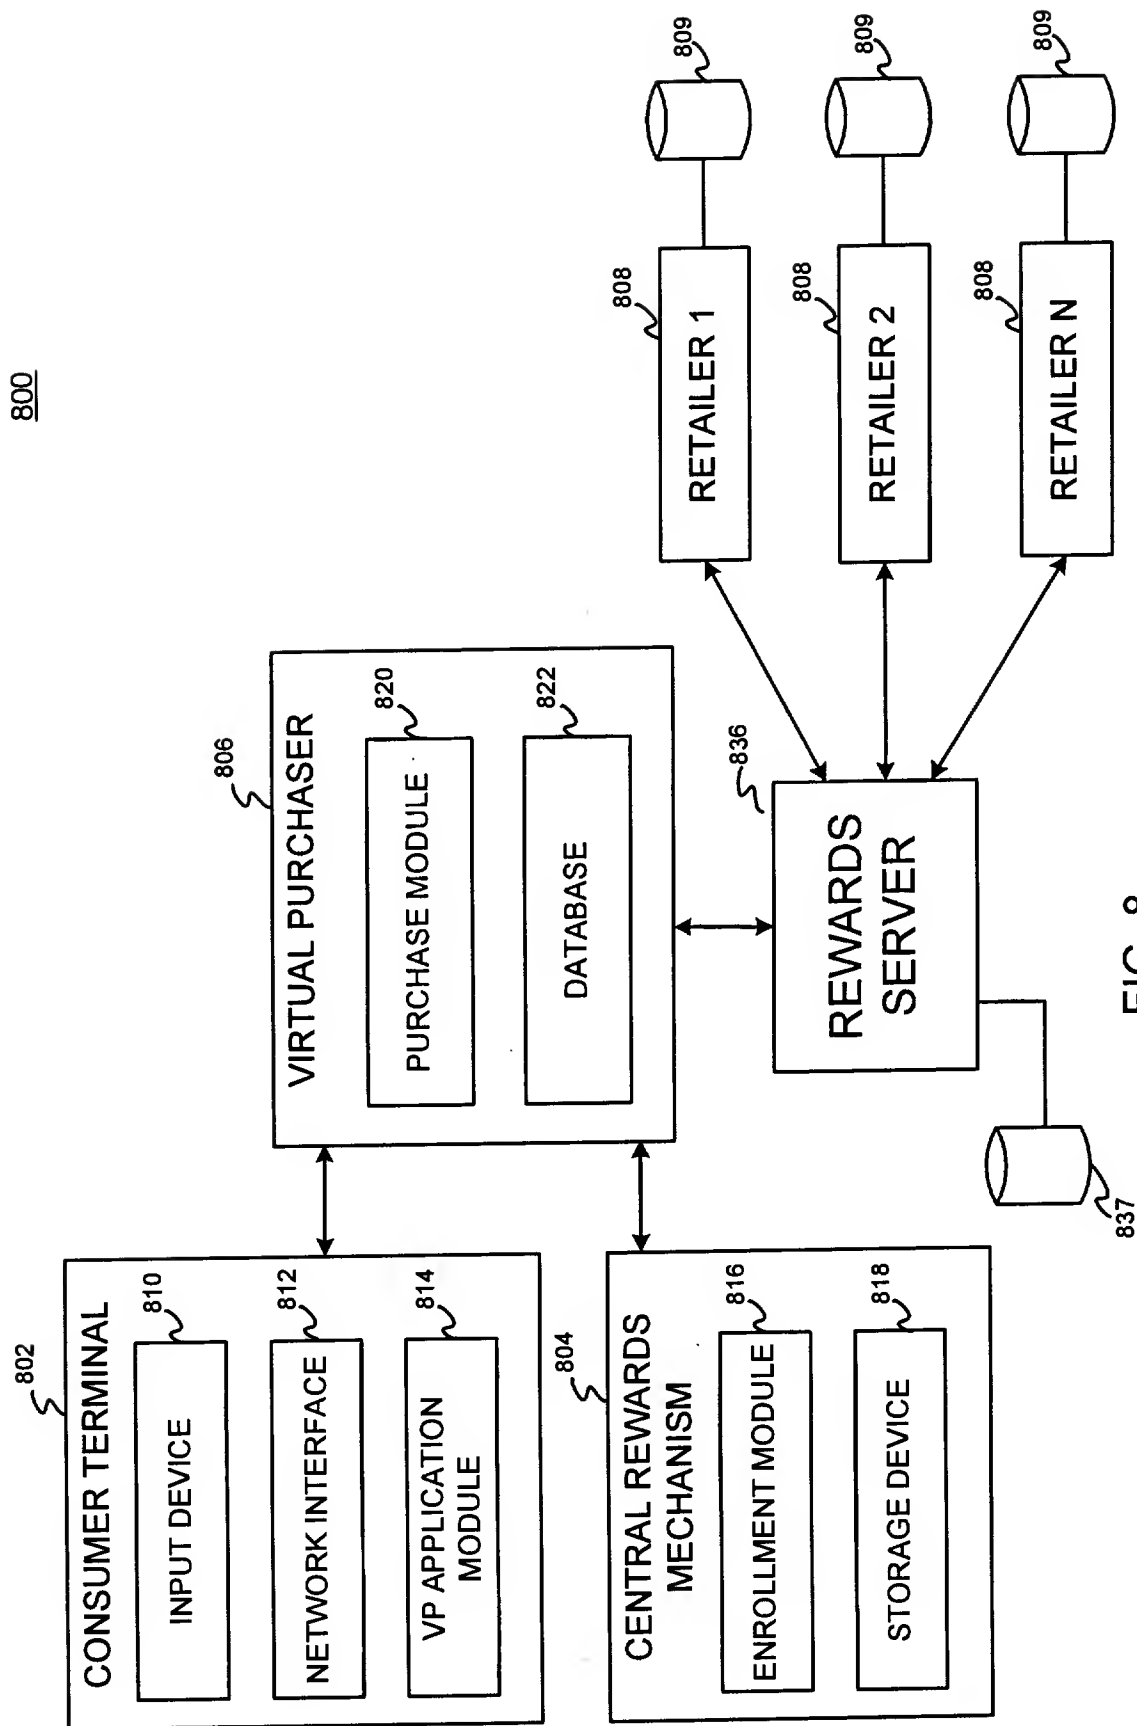 800
802
CONSUMER TERMINAL
810
INPUT DEVICE
812
NETWORK INTERFACE
814
VP APPLICATION
MODULE
804
CENTRAL REWARDS
MECHANISM
816
ENROLLMENT MODULE
818
STORAGE DEVICE
806
VIRTUAL PURCHASER
820
PURCHASE MODULE
822
DATABASE
836
REWARDS
SERVER
837
808
RETAILER 1
809
808
RETAILER 2
809
808
RETAILER N
809
FIG. 8